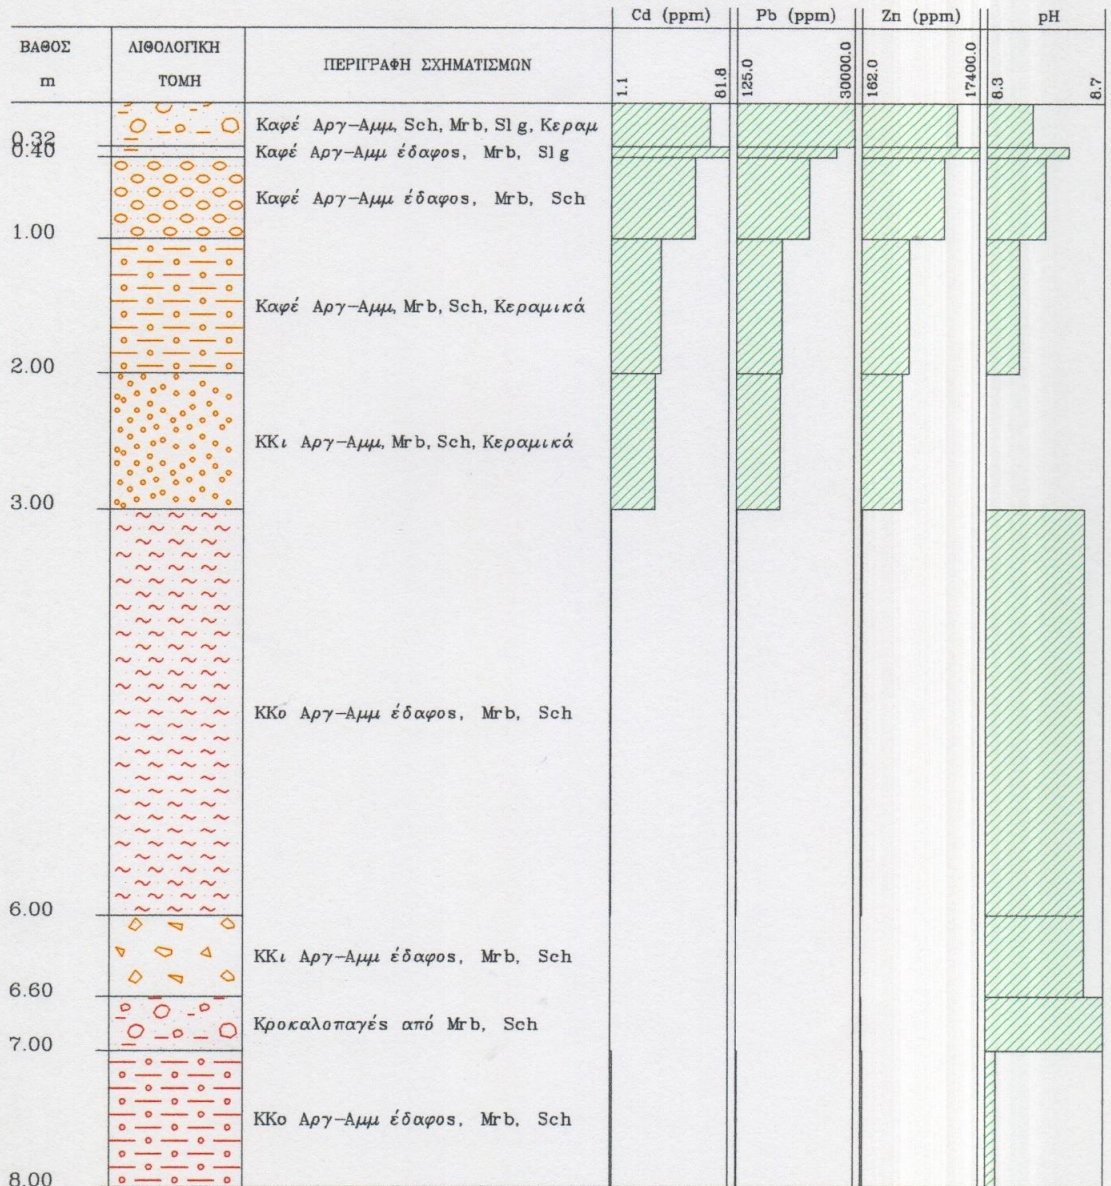 Cd (ppm) Pb (ppm) Zn (ppm) pH
ΒΑΘΟΣ
m
ΛΙΘΟΛΟΓΙΚΗ
ΤΟΜΗ
ΠΕΡΙΓΡΑΦΗ ΣΧΗΜΑΤΙΣΜΩΝ
1.1 81.8 125.0 30000.0 162.0 17400.0 8.3 8.7
Καφέ Αργ-Αμμ, Sch, Mrb, Slg, Κεραμ
0.32
Καφέ Αργ-Αμμ έδαφος, Mrb, Slg
0.40
Καφέ Αργ-Αμμ έδαφος, Mrb, Sch
1.00
Καφέ Αργ-Αμμ, Mrb, Sch, Κεραμικά
2.00
ΚΚι Αργ-Αμμ, Mrb, Sch, Κεραμικά
3.00
ΚΚο Αργ-Αμμ έδαφος, Mrb, Sch
6.00
ΚΚι Αργ-Αμμ έδαφος, Mrb, Sch
6.60
Κροκαλοπαγές από Mrb, Sch
7.00
ΚΚο Αργ-Αμμ έδαφος, Mrb, Sch
8.00